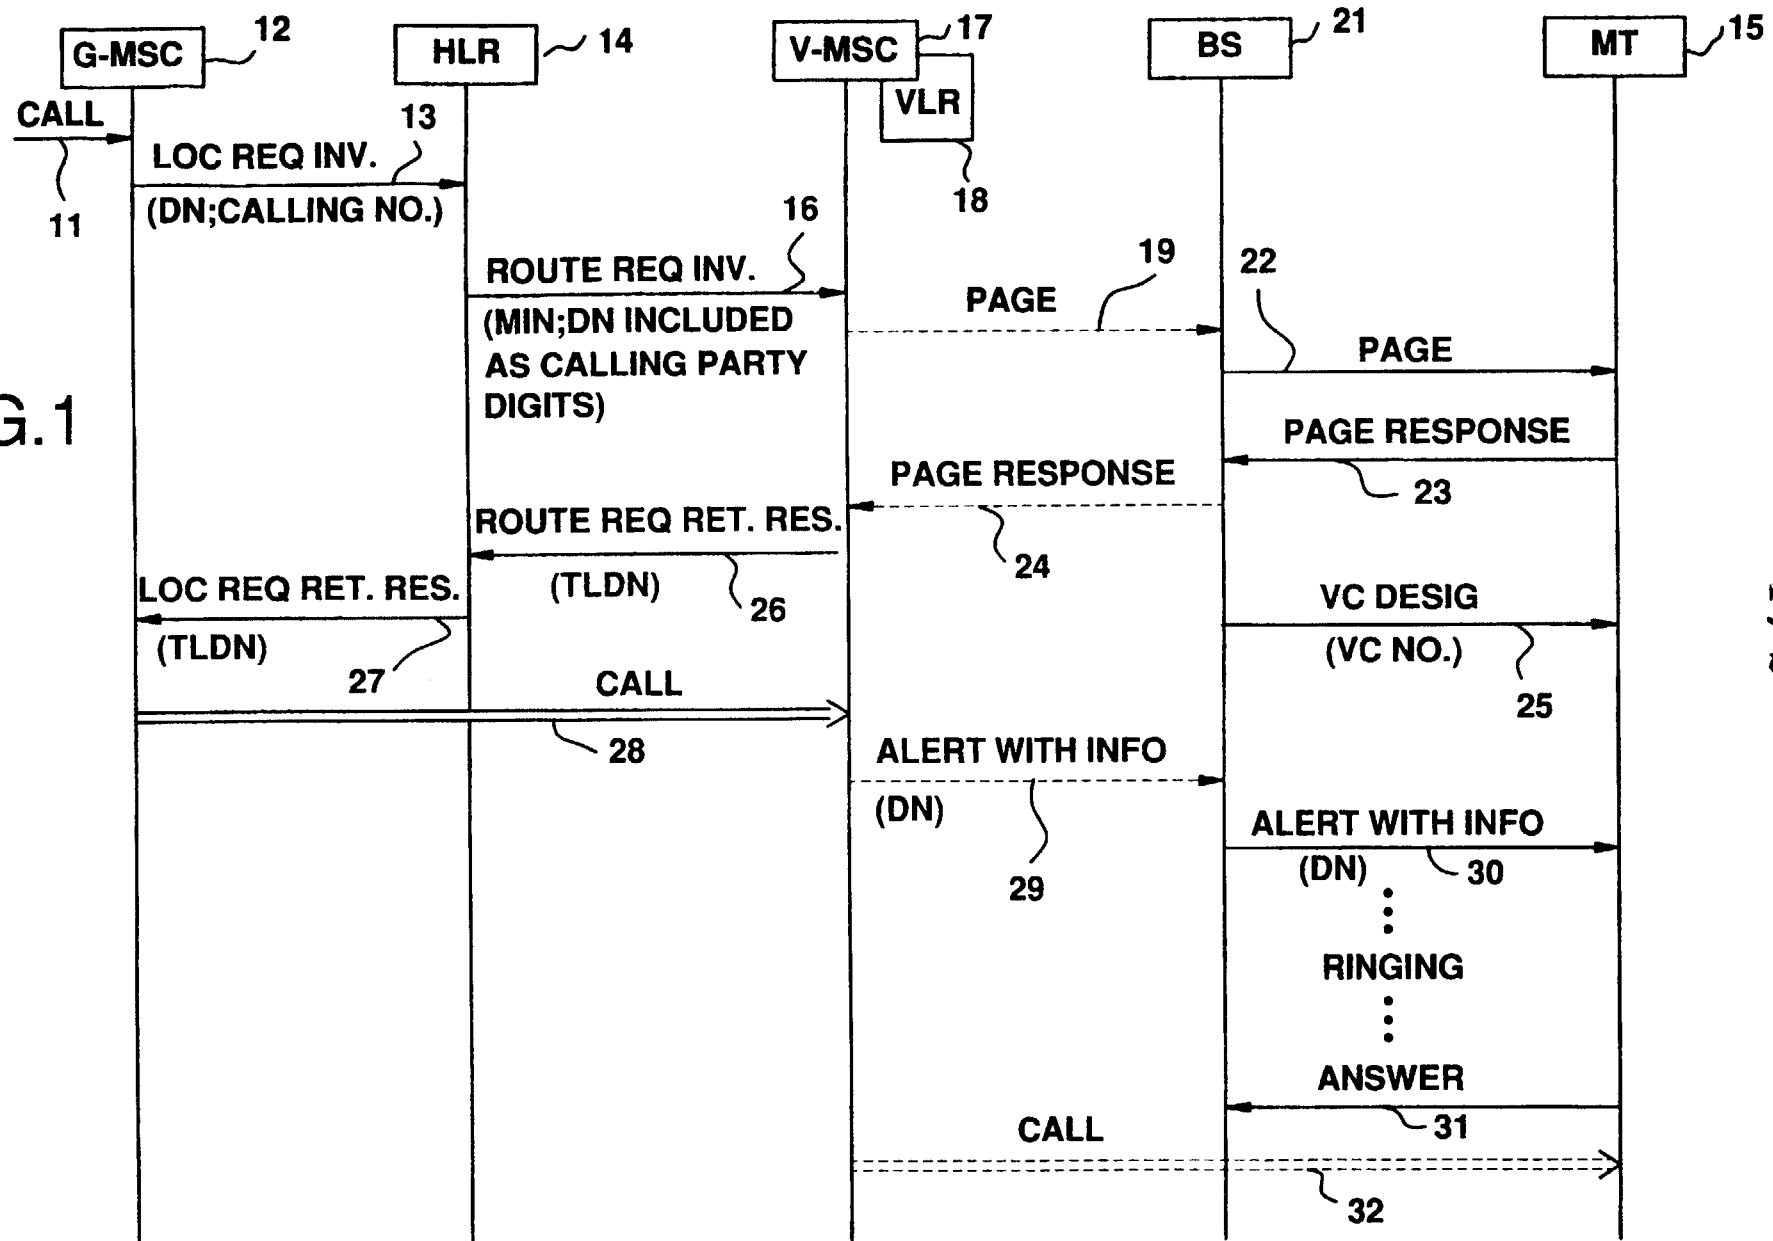 G-MSC
12
HLR
14
V-MSC
17
VLR
18
BS
21
MT
15
CALL
11
LOC REQ INV.
13
(DN;CALLING NO.)
ROUTE REQ INV.
16
(MIN;DN INCLUDED
AS CALLING PARTY
DIGITS)
PAGE
19
22
PAGE
G.1
PAGE RESPONSE
23
PAGE RESPONSE
24
ROUTE REQ RET. RES.
(TLDN)
26
LOC REQ RET. RES.
(TLDN)
27
VC DESIG
(VC NO.)
25
CALL
28
ALERT WITH INFO
(DN)
29
ALERT WITH INFO
(DN)
30
RINGING
ANSWER
31
CALL
32